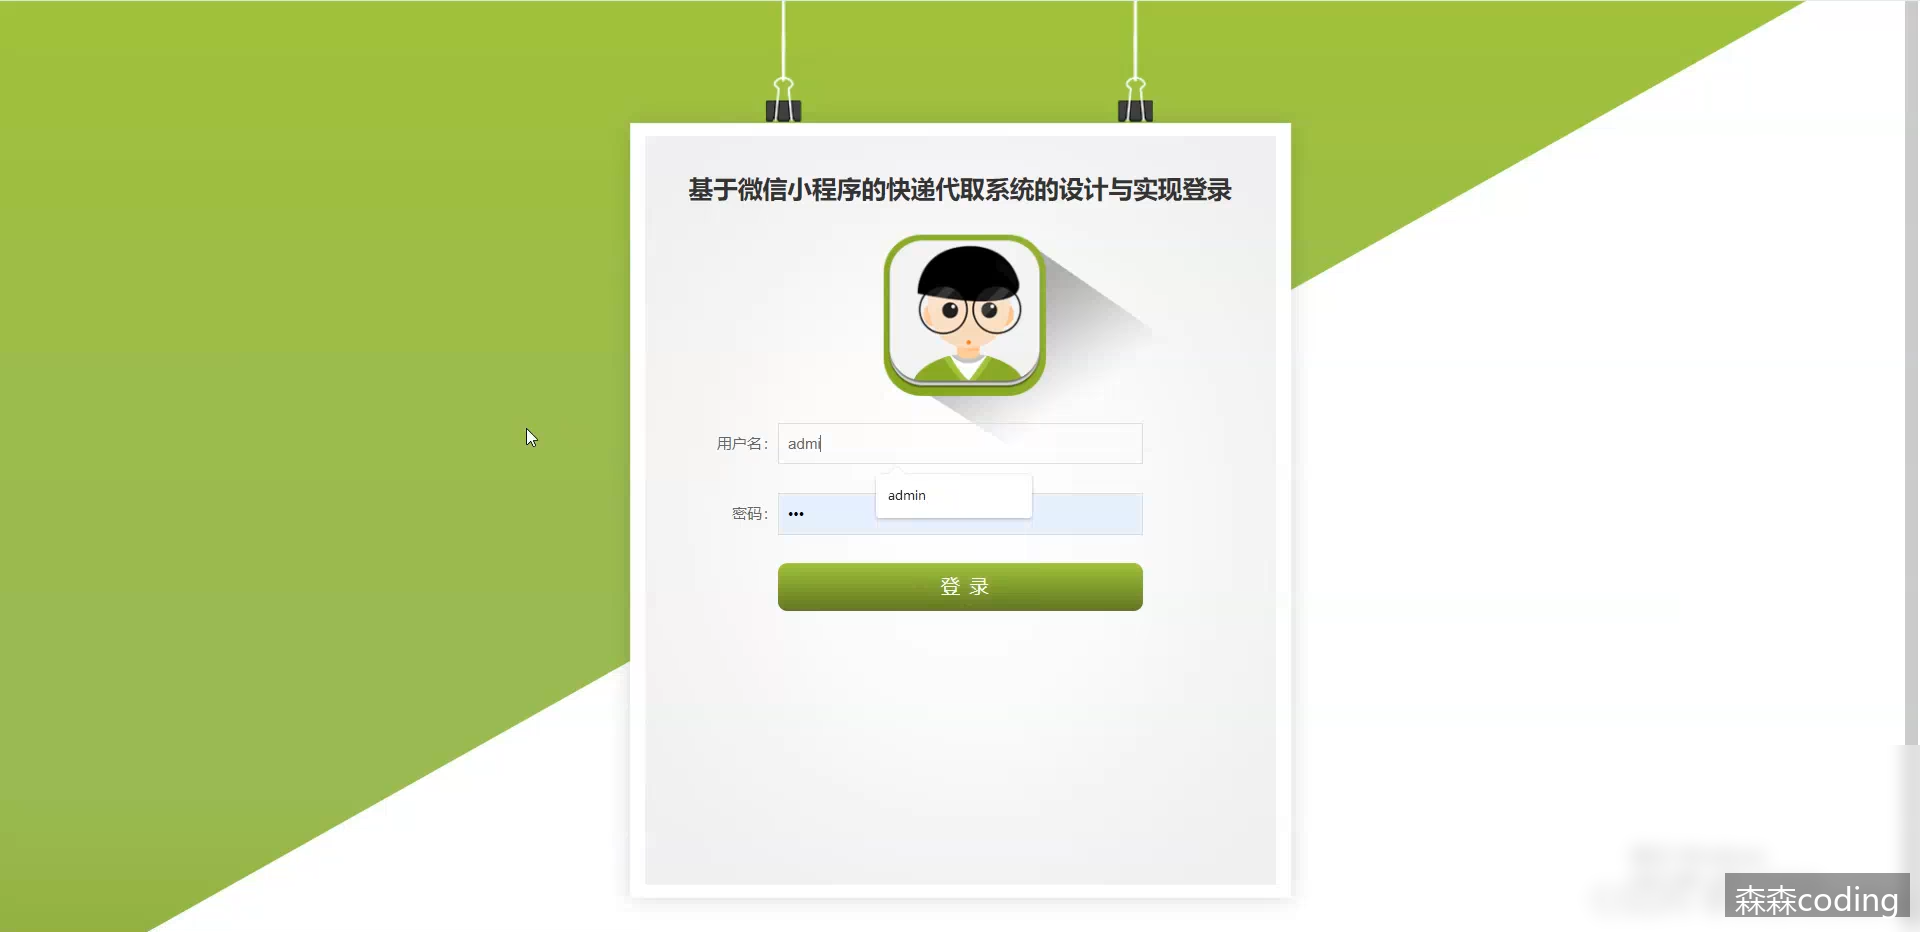 基于微信小程序的快递代取系统的设计与实现登录
用户名：
admi
admin
密码：
•••
登 录
森森coding